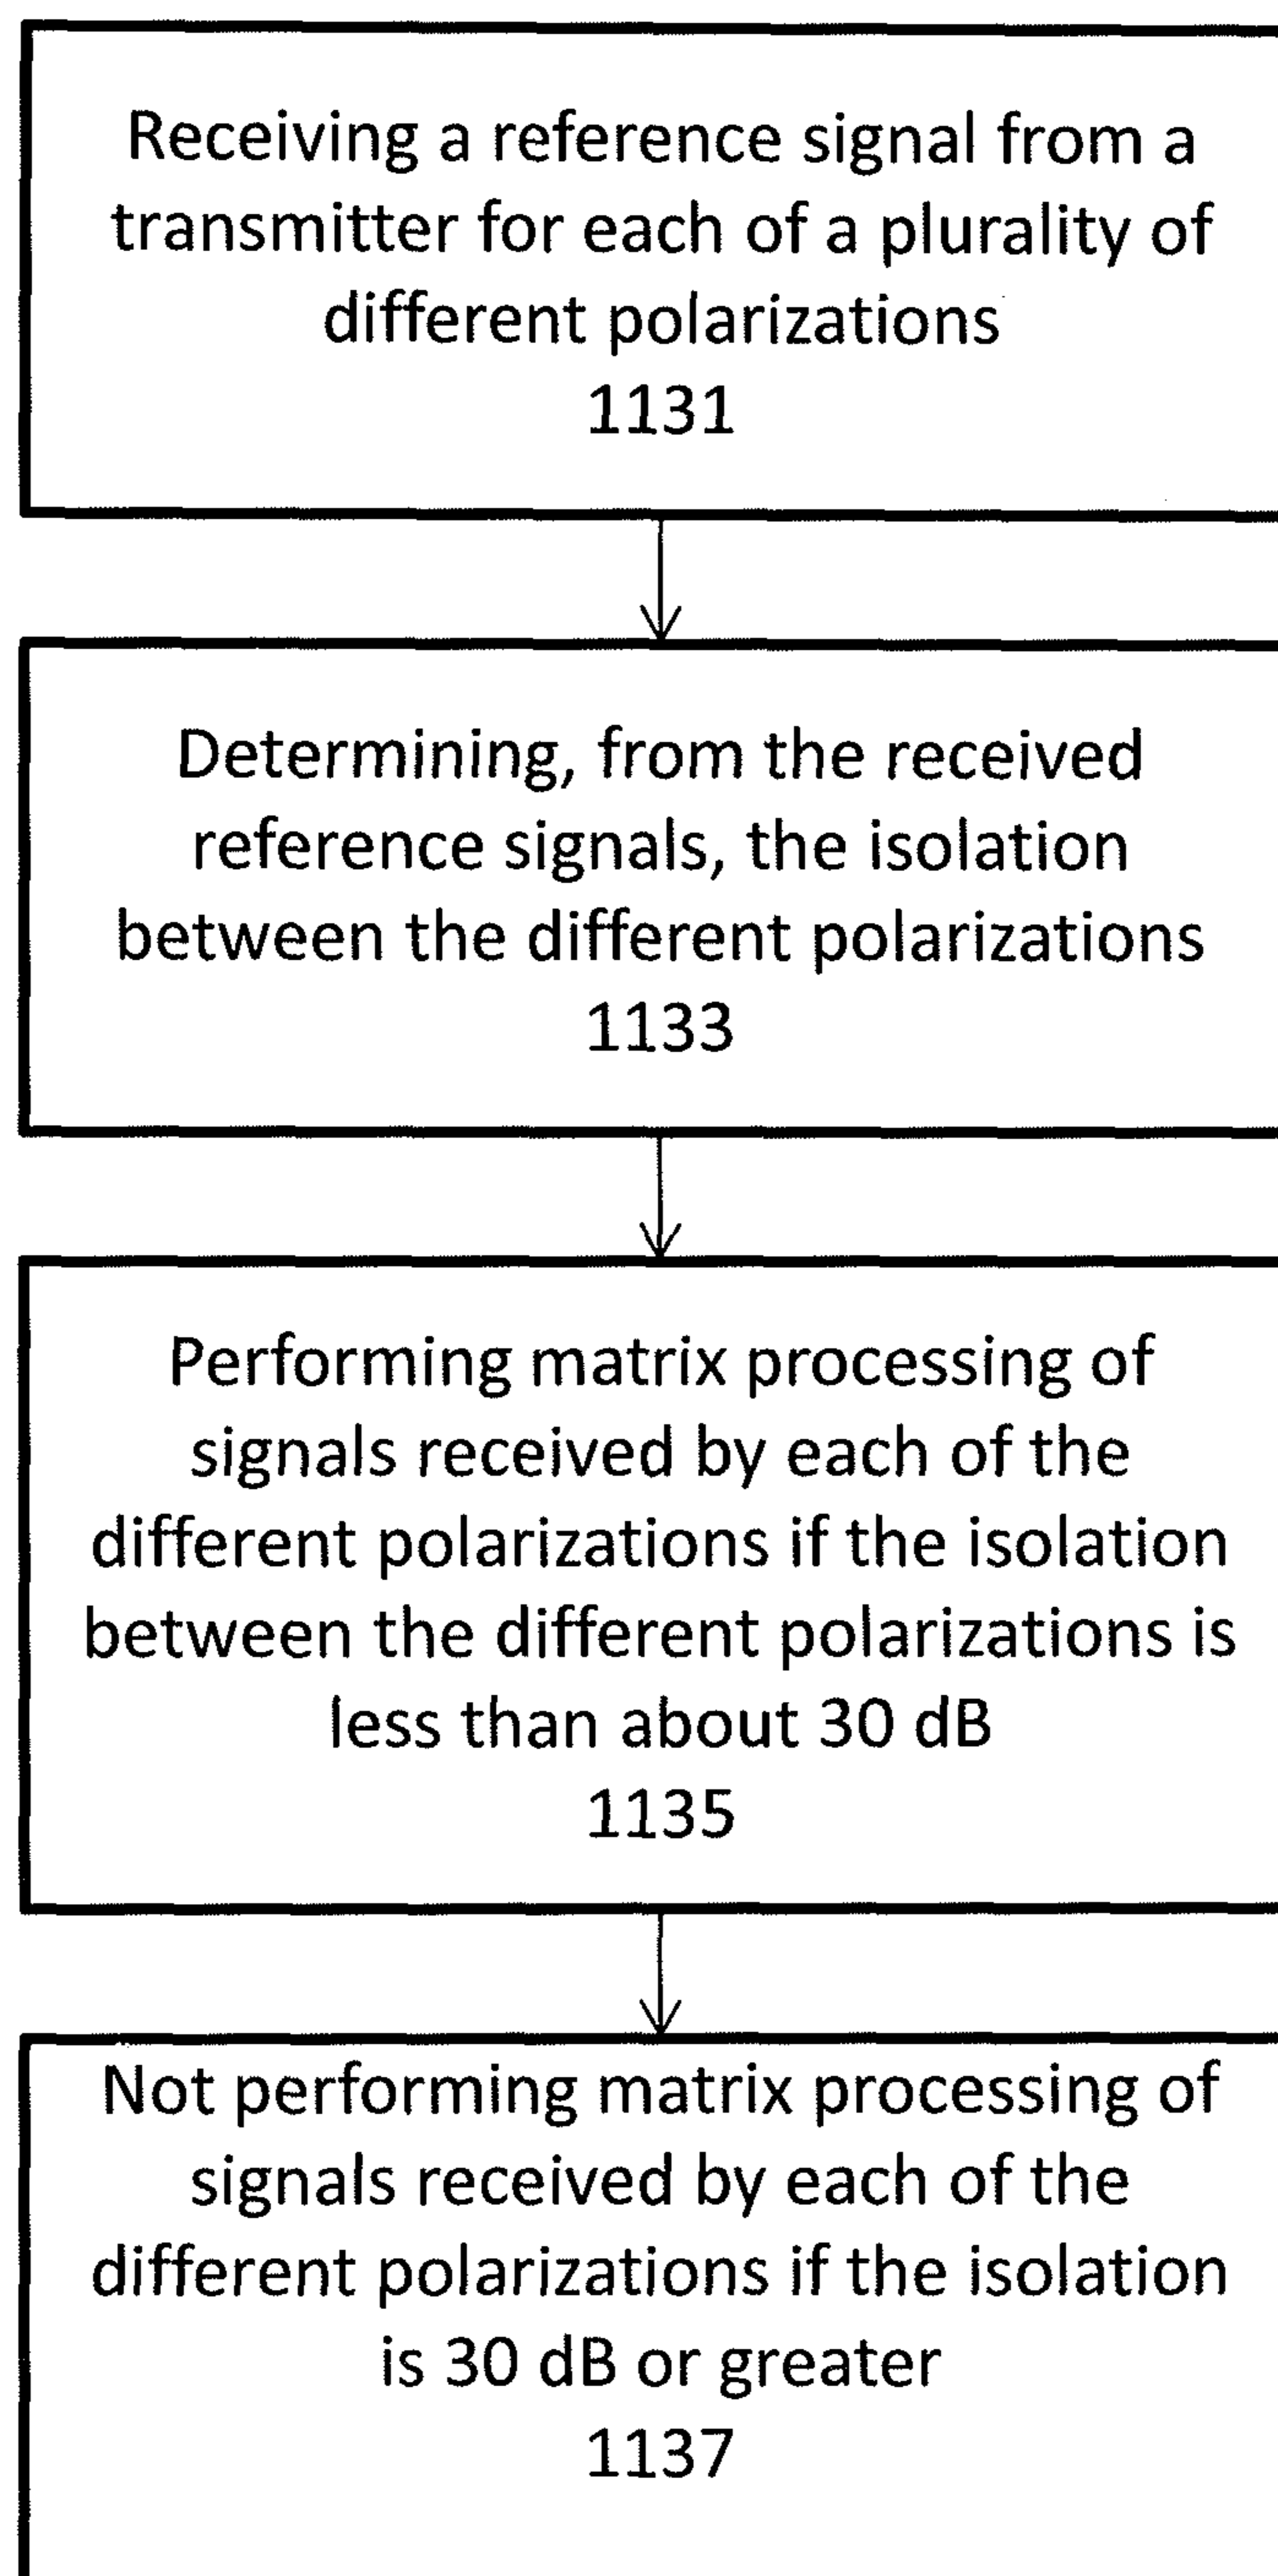 Receiving a reference signal from a
transmitter for each of a plurality of
different polarizations
1131
Determining, from the received
reference signals, the isolation
between the different polarizations
1133
Performing matrix processing of
signals received by each of the
different polarizations if the isolation
between the different polarizations is
less than about 30 dB
1135
Not performing matrix processing of
signals received by each of the
different polarizations if the isolation
is 30 dB or greater
1137